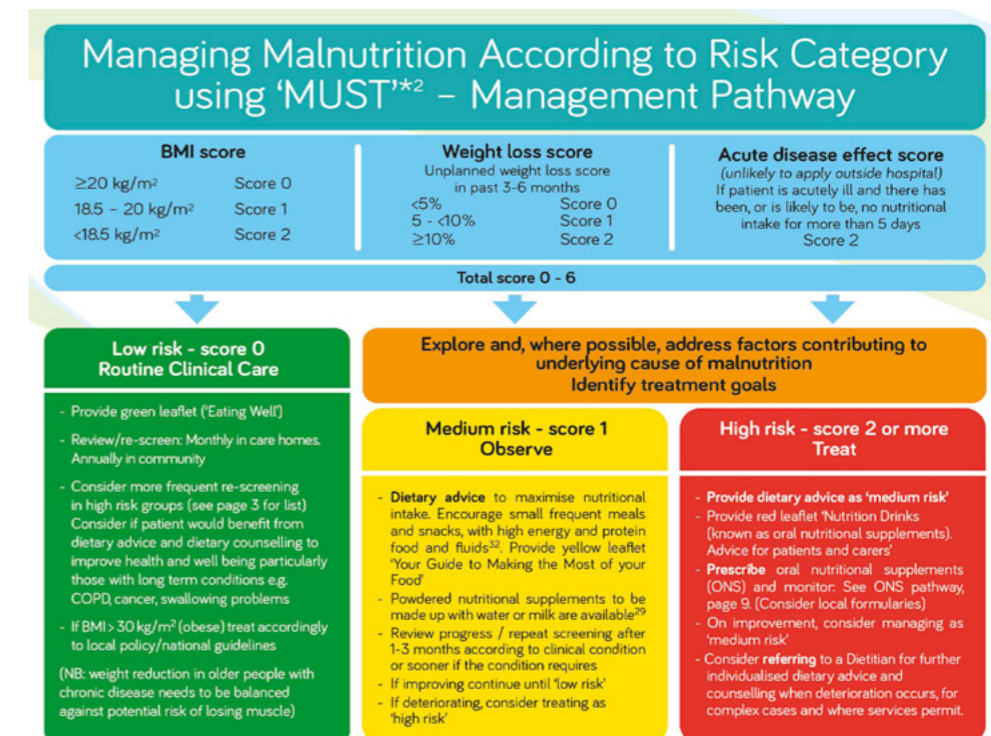 Managing Malnutrition According to Risk Category
using ‘MUST’*2 – Management Pathway
BMI score
≥20 kg/m2 Score 0
18.5 – 20 kg/m2 Score 1
<18.5 kg/m2 Score 2
Weight loss score
Unplanned weight loss score
in past 3-6 months
<5% Score 0
5 - <10% Score 1
≥10% Score 2
Acute disease effect score
(unlikely to apply outside hospital)
If patient is acutely ill and there has
been, or is likely to be, no nutritional
intake for more than 5 days
Score 2
Total score 0 - 6
Low risk - score 0
Routine Clinical Care
- Provide green leaflet (‘Eating Well’)
- Review/re-screen: Monthly in care homes.
Annually in community
- Consider more frequent re-screening
in high risk groups (see page 3 for list)
Consider if patient would benefit from
dietary advice and dietary counselling to
improve health and well being particularly
those with long term conditions e.g.
COPD, cancer, swallowing problems
- If BMI > 30 kg/m2 (obese) treat accordingly
to local policy/national guidelines
(NB: weight reduction in older people with
chronic disease needs to be balanced
against potential risk of losing muscle)
Explore and, where possible, address factors contributing to
underlying cause of malnutrition
Identify treatment goals
Medium risk - score 1
Observe
- Dietary advice to maximise nutritional
intake. Encourage small frequent meals
and snacks, with high energy and protein
food and fluids32. Provide yellow leaflet
‘Your Guide to Making the Most of your
Food’
- Powdered nutritional supplements to be
made up with water or milk are available29
- Review progress / repeat screening after
1-3 months according to clinical condition
or sooner if the condition requires
- If improving continue until ‘low risk’
- If deteriorating, consider treating as
‘high risk’
High risk - score 2 or more
Treat
- Provide dietary advice as ‘medium risk’
- Provide red leaflet ‘Nutrition Drinks
(known as oral nutritional supplements).
Advice for patients and carers’
- Prescribe oral nutritional supplements
(ONS) and monitor: See ONS pathway,
page 9. (Consider local formularies)
- On improvement, consider managing as
‘medium risk’
- Consider referring to a Dietitian for further
individualised dietary advice and
counselling when deterioration occurs, for
complex cases and where services permit.